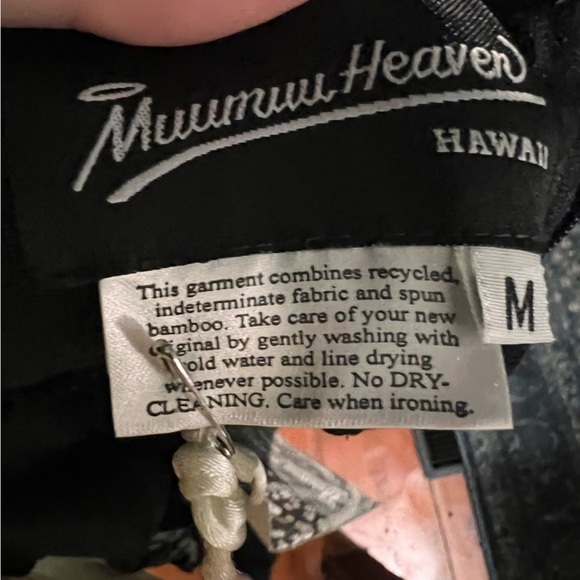 Muumuu Heaven
HAWAII
M
This garment combines recycled,
indeterminate fabric and spun
bamboo. Take care of your new
original by gently washing with
cold water and line drying
whenever possible. No DRY-
CLEANING. Care when ironing.